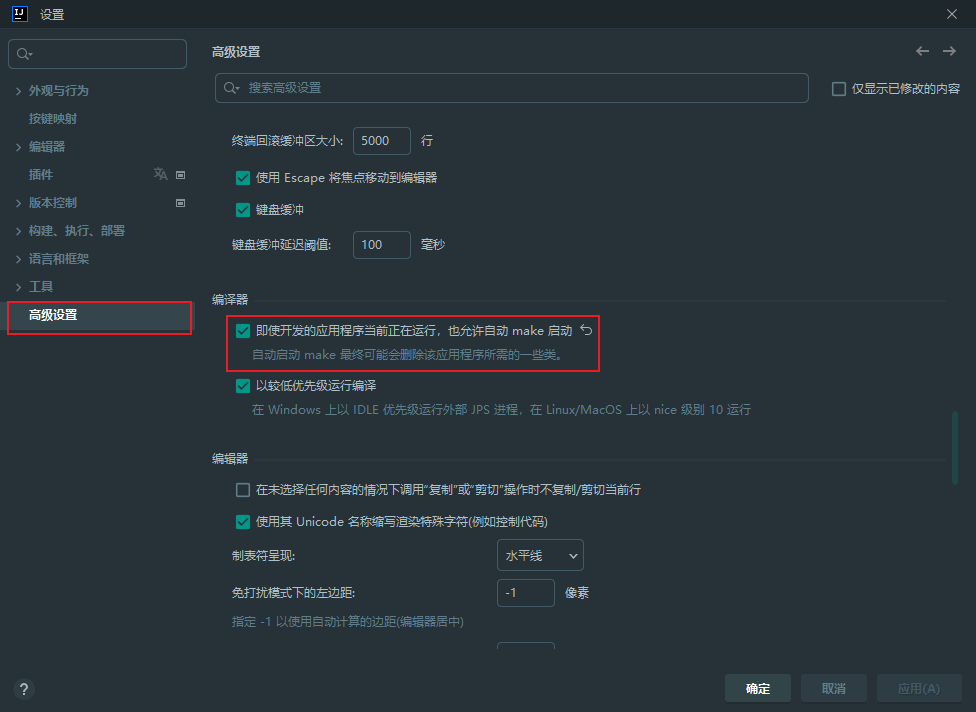 设置
外观与行为
按键映射
编辑器
插件
版本控制
构建、执行、部署
语言和框架
工具
高级设置
高级设置
搜索高级设置
仅显示已修改的内容
终端回滚缓冲区大小: 5000 行
使用 Escape 将焦点移动到编辑器
键盘缓冲
键盘缓冲延迟阈值: 100 毫秒
编译器
即使开发的应用程序当前正在运行，也允许自动 make 启动
自动启动 make 最终可能会删除该应用程序所需的一些类。
以较低优先级运行编译
在 Windows 上以 IDLE 优先级运行外部 JPS 进程，在 Linux/MacOS 上以 nice 级别 10 运行
编辑器
在未选择任何内容的情况下调用“复制”或“剪切”操作时不复制/剪切当前行
使用其 Unicode 名称缩写渲染特殊字符(例如控制代码)
制表符呈现: 水平线
免打扰模式下的左边距: -1 像素
指定 -1 以使用自动计算的边距(编辑器居中)
?
确定 取消 应用(A)